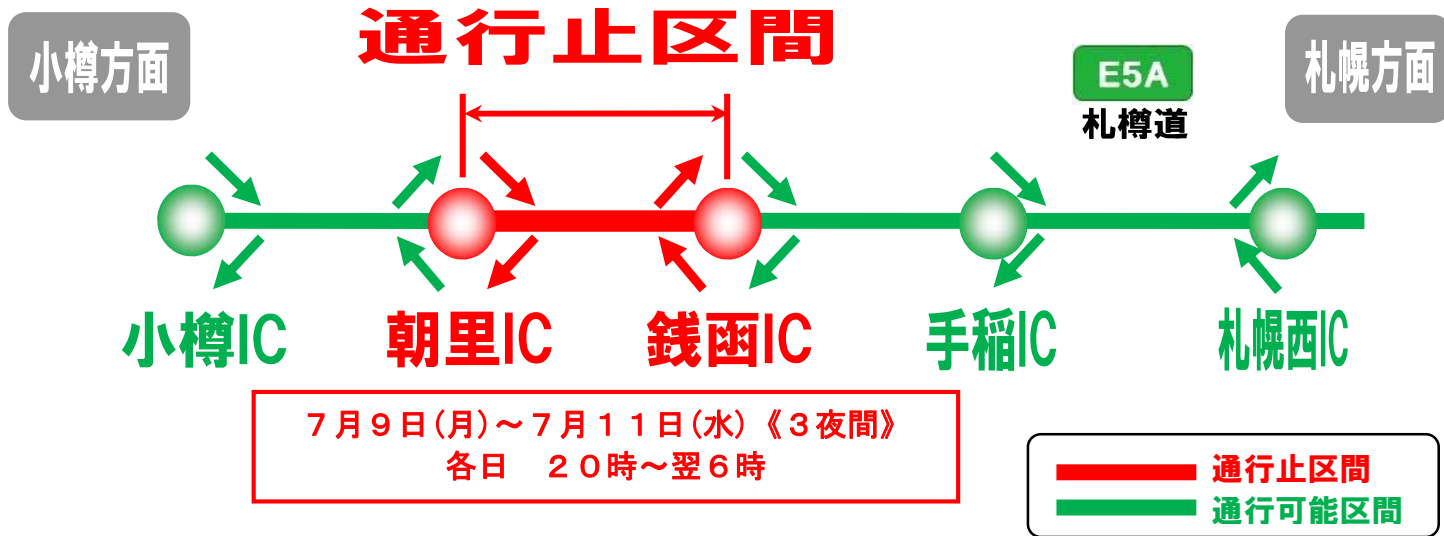 小樽方面
通行止区間
E5A
札樽道
札幌方面
小樽IC
朝里IC
銭函IC
手稲IC
札幌西IC
７月９日(月)～７月１１日(水)《３夜間》
各日　２０時～翌６時
通行止区間
通行可能区間